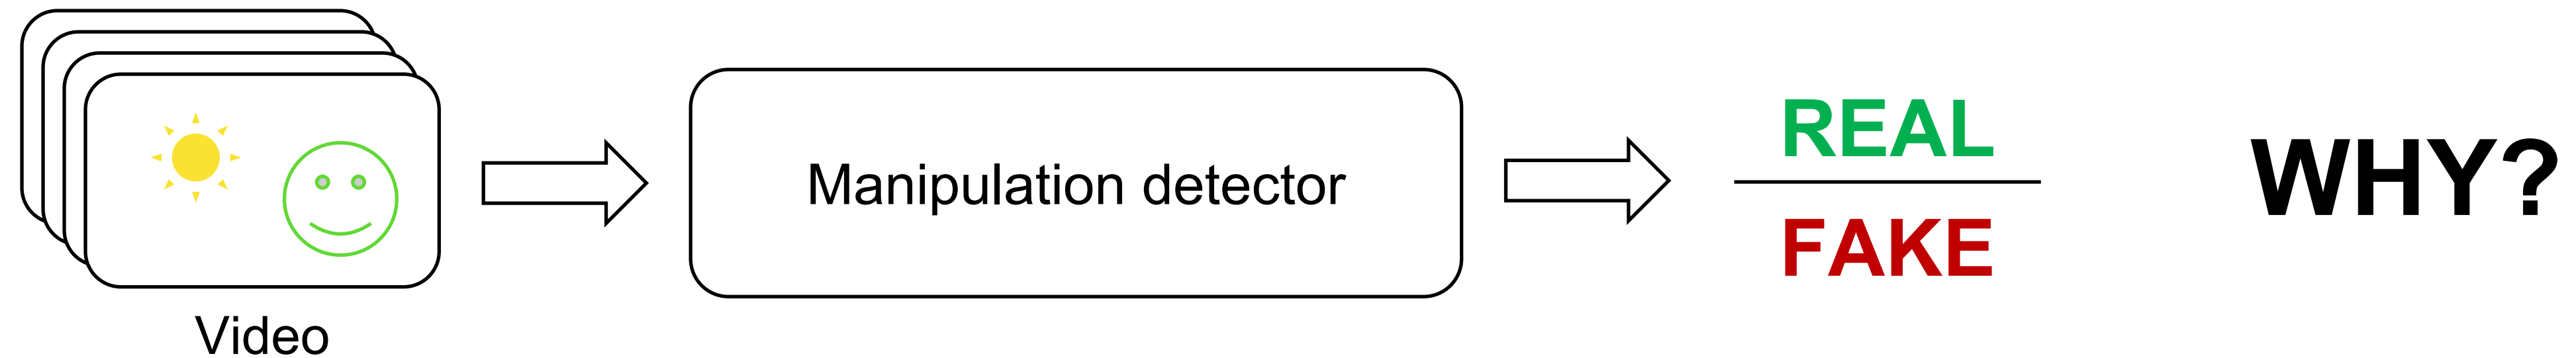 Video
Manipulation detector
REAL
FAKE
WHY?